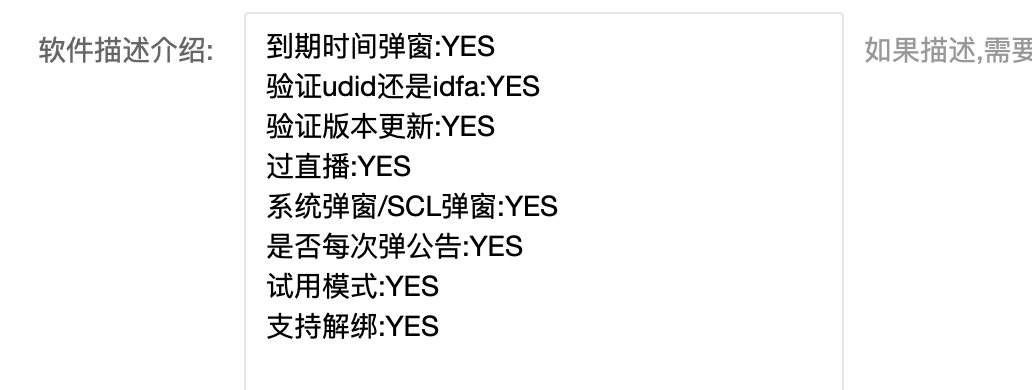 软件描述介绍:
到期时间弹窗:YES
验证udid还是idfa:YES
验证版本更新:YES
过直播:YES
系统弹窗/SCL弹窗:YES
是否每次弹公告:YES
试用模式:YES
支持解绑:YES
如果描述,需要